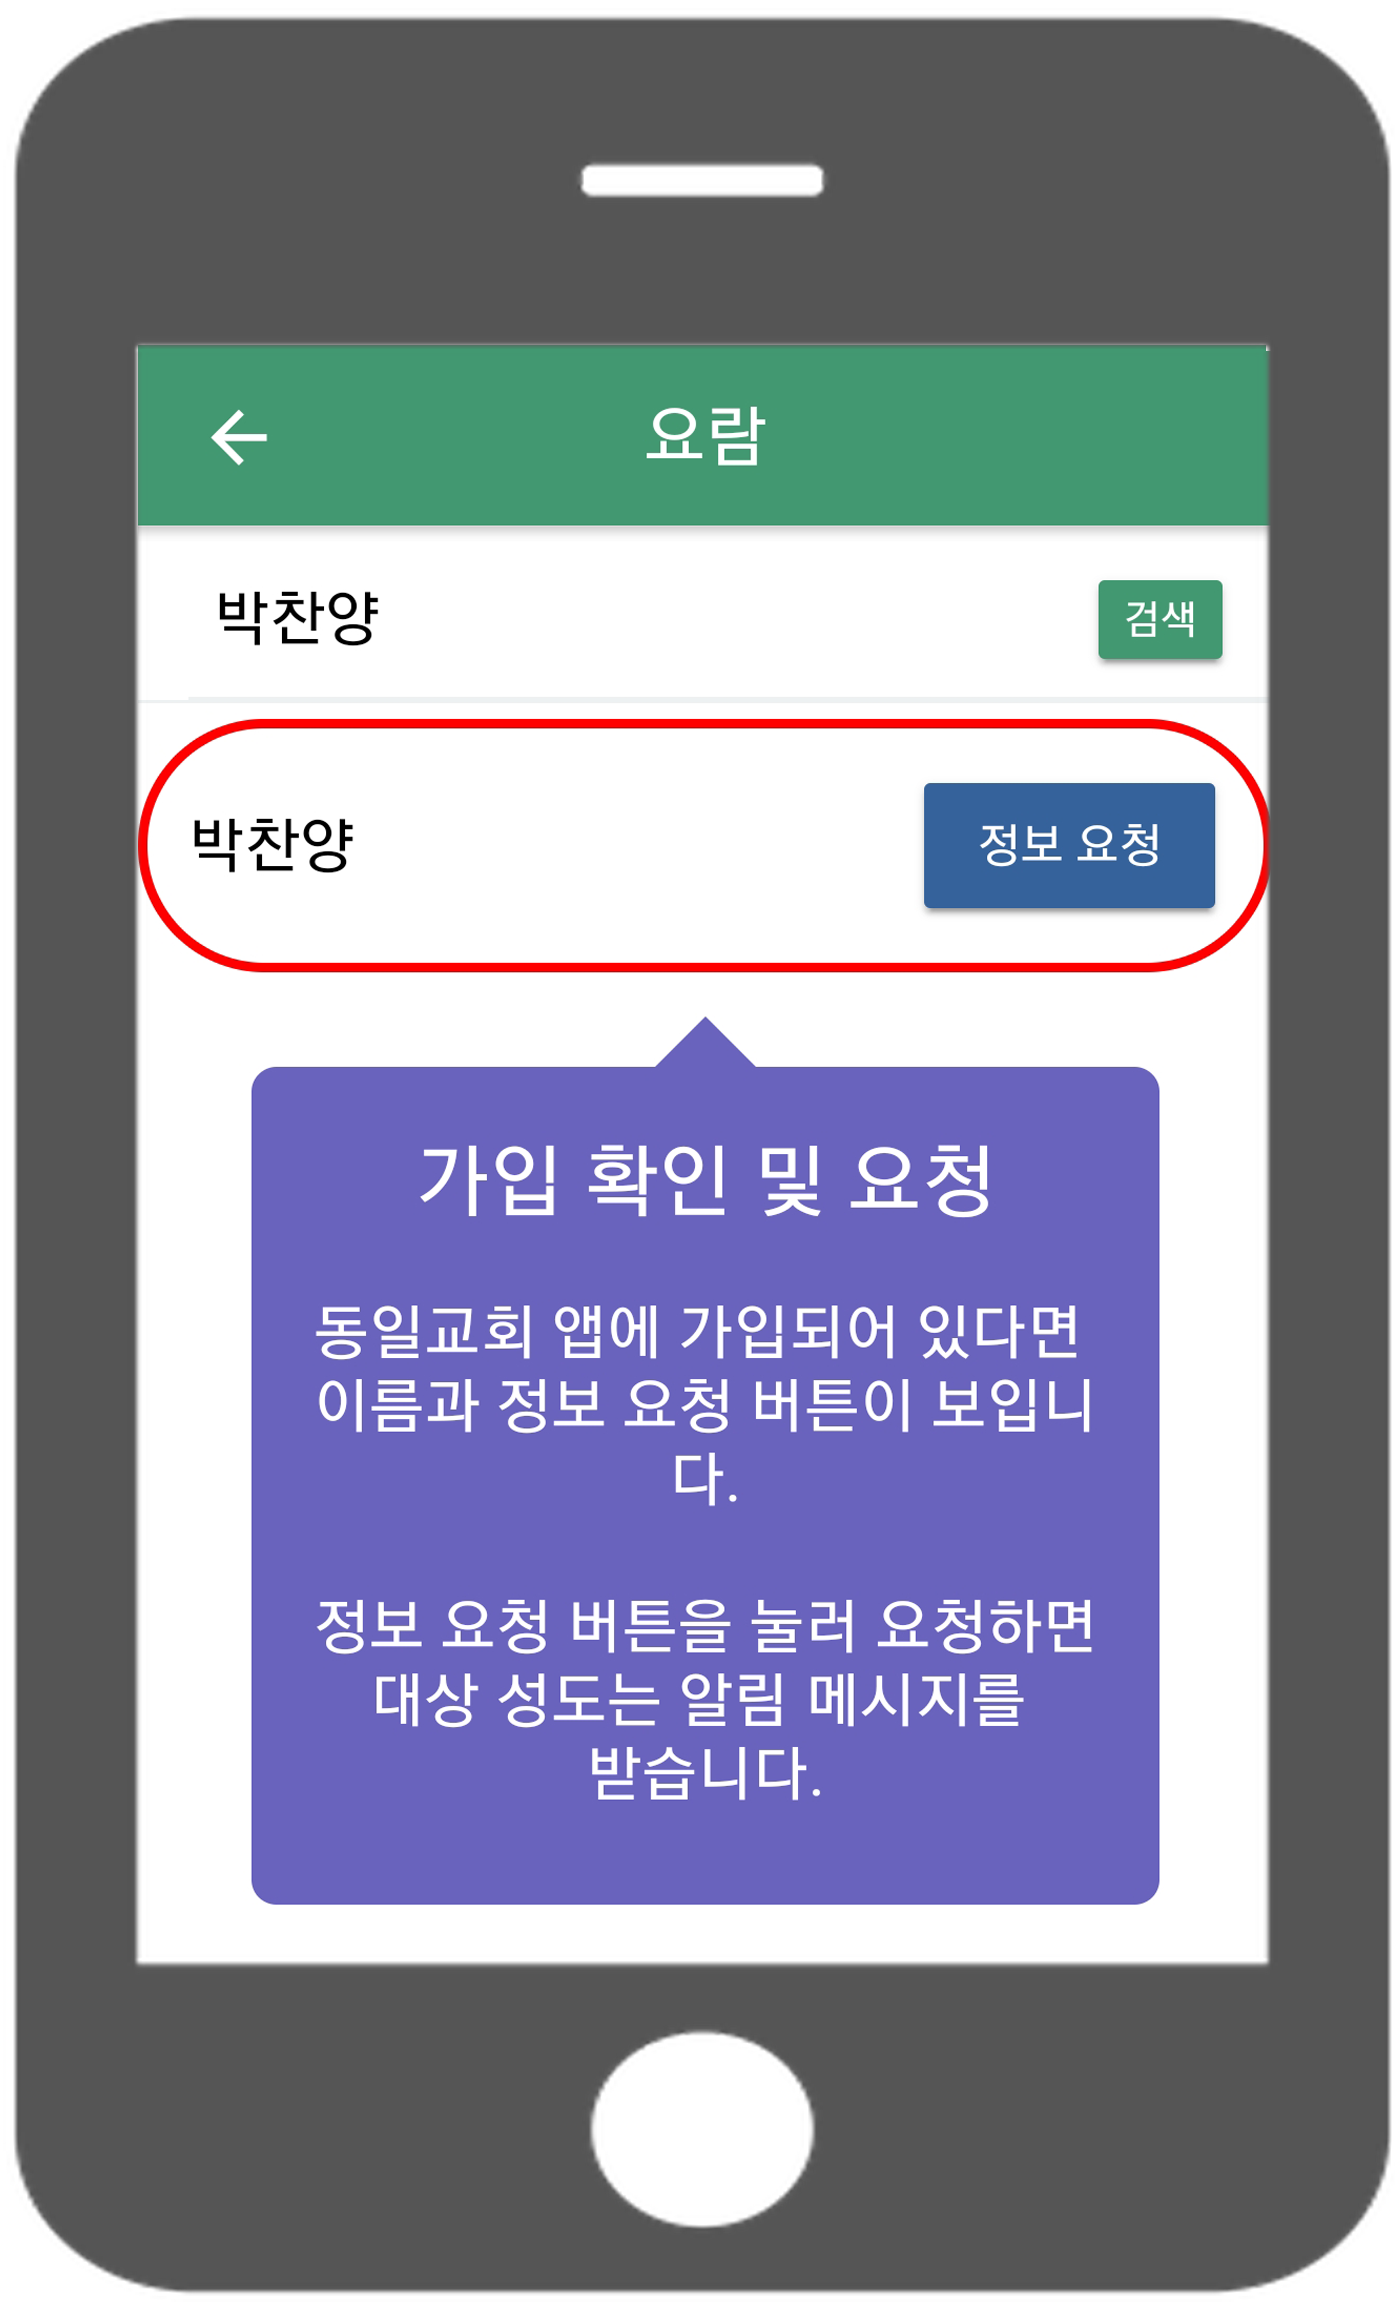 요람
박찬양 검색
박찬양 정보 요청
가입 확인 및 요청
동일교회 앱에 가입되어 있다면
이름과 정보 요청 버튼이 보입니
다.
정보 요청 버튼을 눌러 요청하면
대상 성도는 알림 메시지를
받습니다.